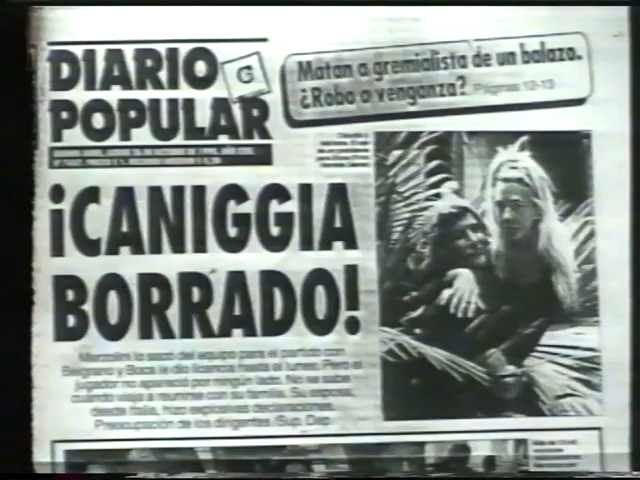 DIARIO
POPULAR
G
Matan a gremialista de un balazo.
¿Robo o venganza? Páginas 12-13
¡CANIGGIA
BORRADO!
Marzolini lo sacó del equipo para el partido con
Belgrano y Boca le dio licencia hasta el lunes. Pero el
jugador no apareció por ningún lado. No se sabe
cuándo viaja a reunirse con su familia. Su esposa,
desde Italia, hizo explosivas declaraciones.
Preocupación de los dirigentes (Sup. Dep.